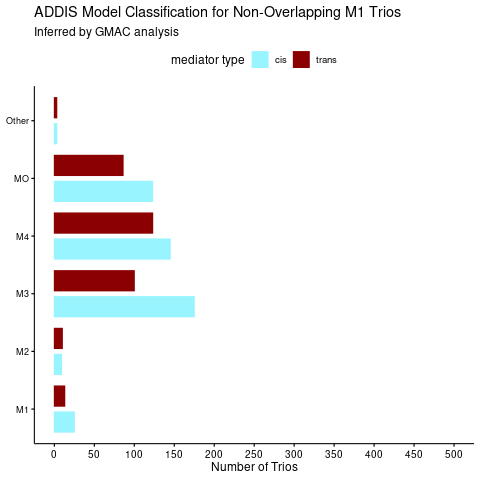 ADDIS Model Classification for Non-Overlapping M1 Trios
Inferred by GMAC analysis
mediator type cis trans
Other
MO
M4
M3
M2
M1
0 50 100 150 200 250 300 350 400 450 500
Number of Trios